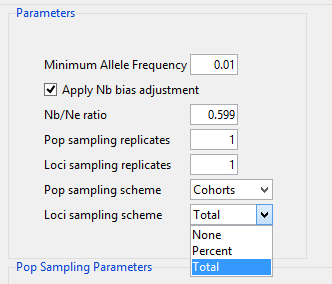 Parameters
Minimum Allele Frequency 0.01
Apply Nb bias adjustment
Nb/Ne ratio 0.599
Pop sampling replicates 1
Loci sampling replicates 1
Pop sampling scheme Cohorts
Loci sampling scheme Total
None
Percent
Total
Pop Sampling Parameters